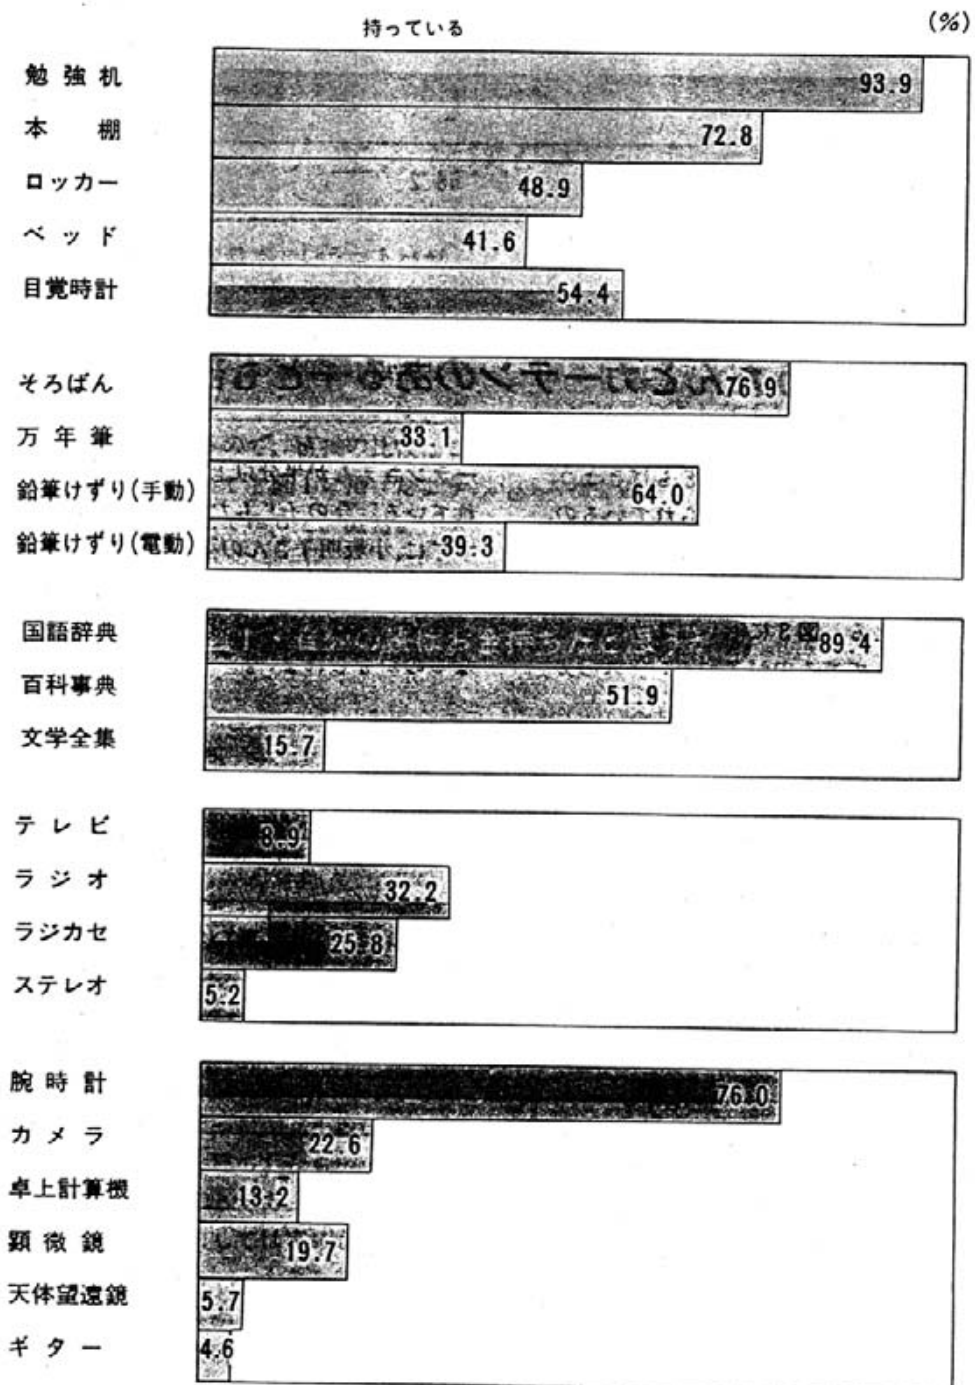 持っている (%)
勉強机 93.9
本棚 72.8
ロッカー 48.9
ベッド 41.6
目覚時計 54.4
そろばん 76.9
万年筆 33.1
鉛筆けずり(手動) 64.0
鉛筆けずり(電動) 39.3
国語辞典 89.4
百科事典 51.9
文学全集 15.7
テレビ 8.9
ラジオ 32.2
ラジカセ 25.8
ステレオ 5.2
腕時計 76.0
カメラ 22.6
卓上計算機 13.2
顕微鏡 19.7
天体望遠鏡 5.7
ギター 4.6